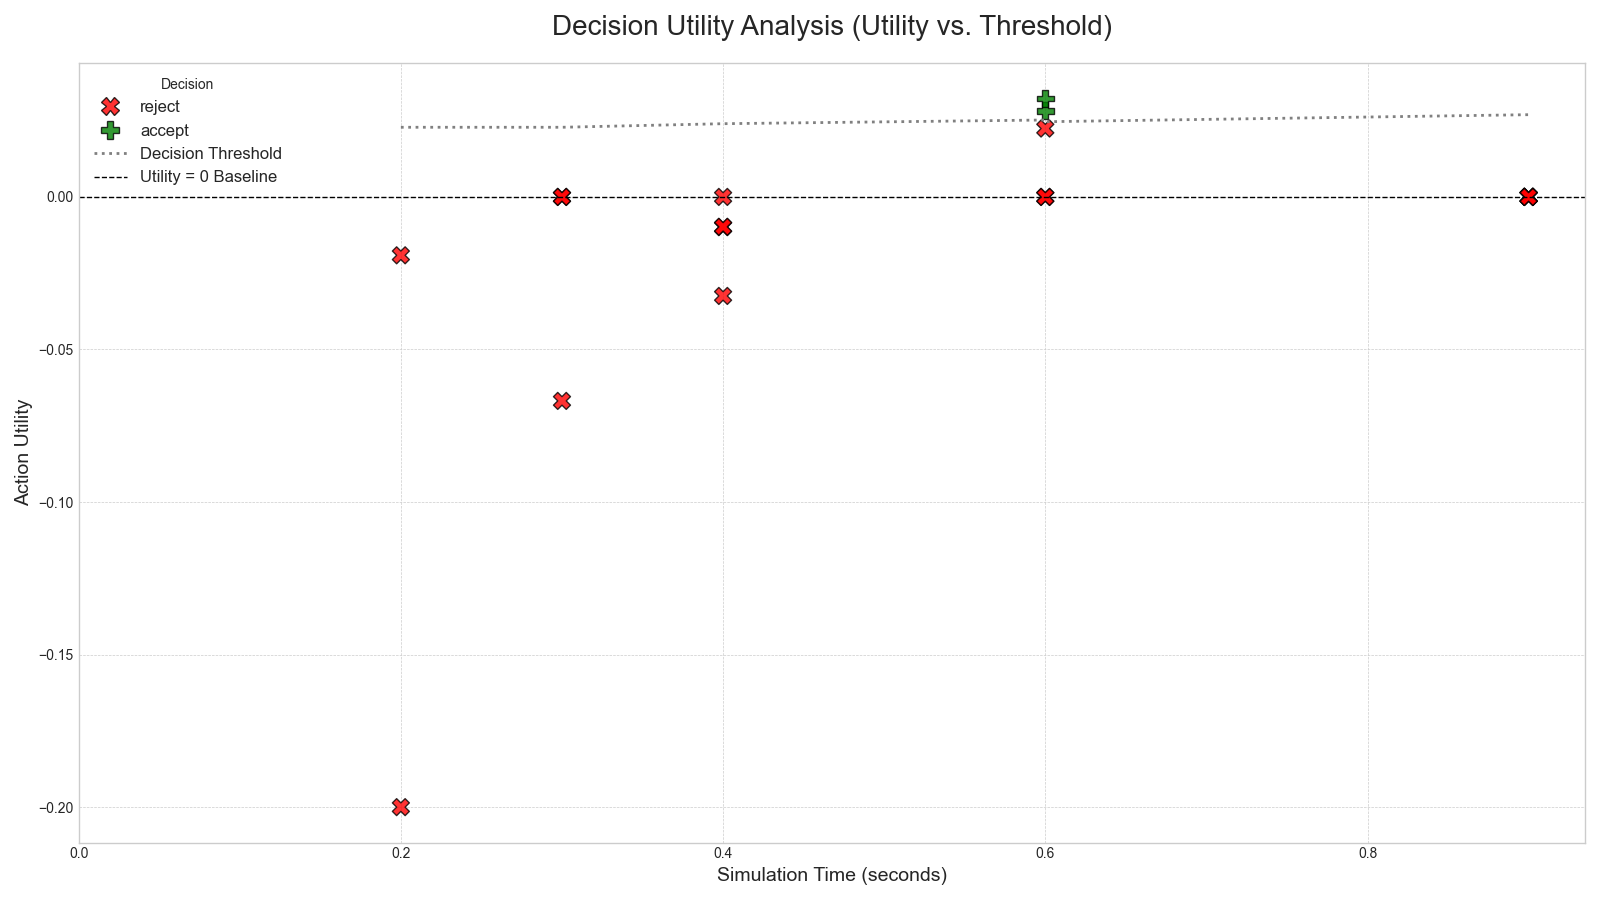 Decision Utility Analysis (Utility vs. Threshold)
Decision
reject
accept
Decision Threshold
Utility = 0 Baseline
Action Utility
0.00
−0.05
−0.10
−0.15
−0.20
0.0 0.2 0.4 0.6 0.8
Simulation Time (seconds)